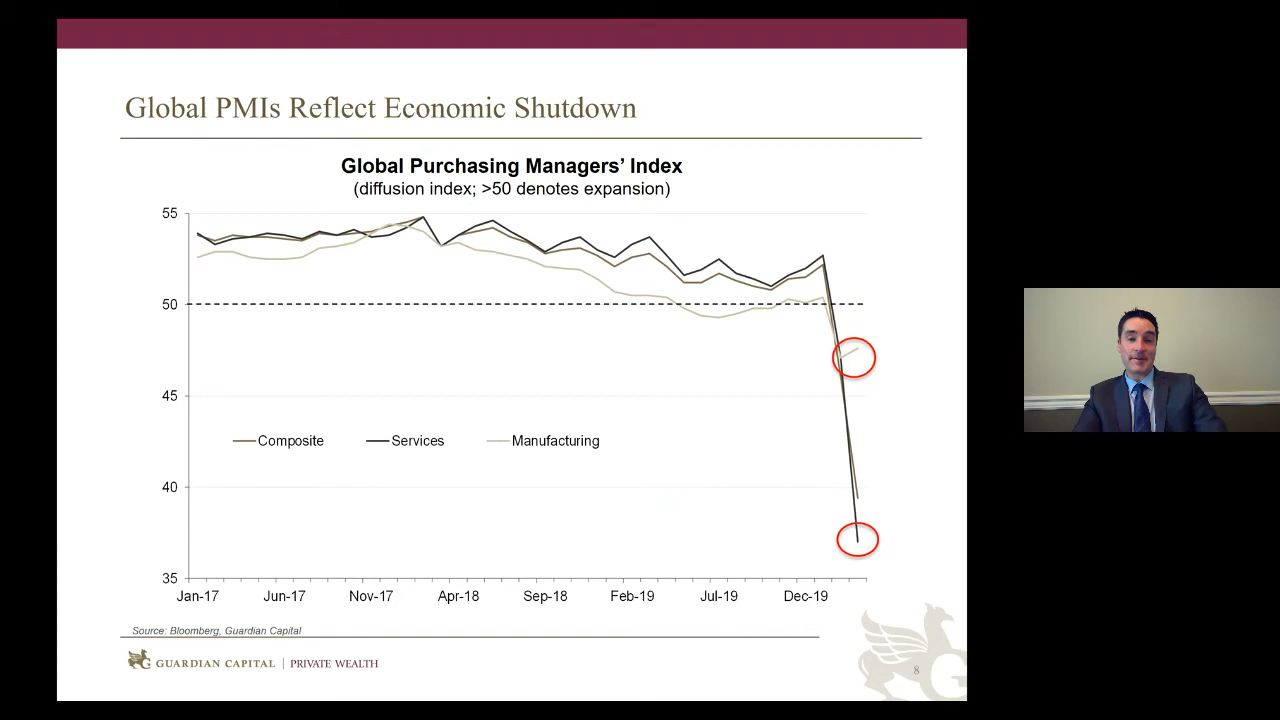 Global PMIs Reflect Economic Shutdown
Global Purchasing Managers’ Index
(diffusion index; >50 denotes expansion)
55
50
45
Composite Services Manufacturing
40
35
Jan-17 Jun-17 Nov-17 Apr-18 Sep-18 Feb-19 Jul-19 Dec-19
Source: Bloomberg, Guardian Capital
GUARDIAN CAPITAL | PRIVATE WEALTH
8